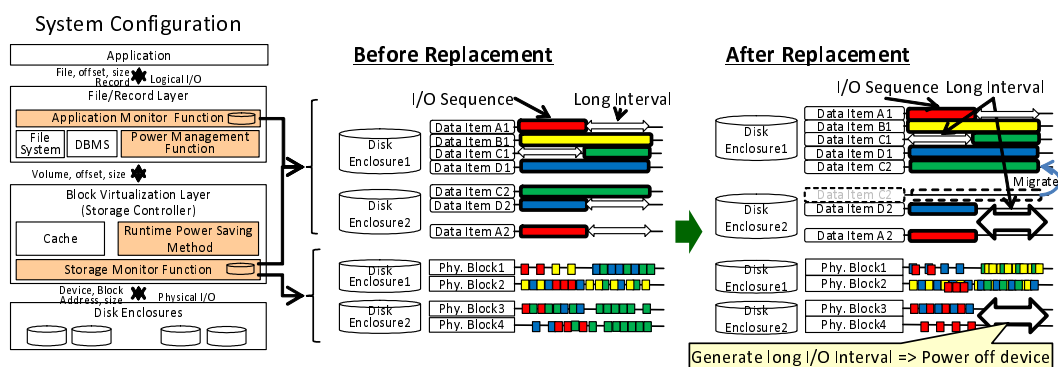 System Configuration
Application
File, offset, size
Record
Logical I/O
File/Record Layer
Application Monitor Function
File
System
DBMS
Power Management
Function
Volume, offset, size
Block Virtualization Layer
(Storage Controller)
Cache
Runtime Power Saving
Method
Storage Monitor Function
Device, Block
Address, size
Physical I/O
Disk Enclosures
Before Replacement
I/O Sequence
Long Interval
Disk
Enclosure1
Data Item A1
Data Item B1
Data Item C1
Data Item D1
Disk
Enclosure2
Data Item C2
Data Item D2
Data Item A2
Disk
Enclosure1
Phy. Block1
Phy. Block2
Disk
Enclosure2
Phy. Block3
Phy. Block4
After Replacement
I/O Sequence
Long Interval
Disk
Enclosure1
Data Item A1
Data Item B1
Data Item C1
Data Item D1
Data Item C2
Migrate
Disk
Enclosure2
Data Item C2
Data Item D2
Data Item A2
Disk
Enclosure1
Phy. Block1
Phy. Block2
Disk
Enclosure2
Phy. Block3
Phy. Block4
Generate long I/O Interval => Power off device